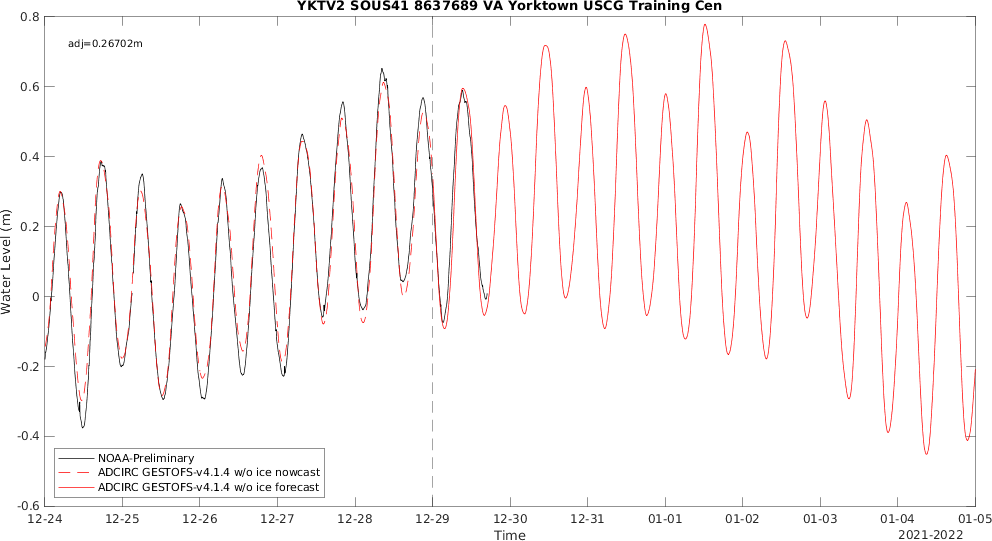 YKTV2 SOUS41 8637689 VA Yorktown USCG Training Cen
adj=0.26702m
0.8
0.6
0.4
0.2
0
-0.2
-0.4
-0.6
Water Level (m)
NOAA-Preliminary
ADCIRC GESTOFS-v4.1.4 w/o ice nowcast
ADCIRC GESTOFS-v4.1.4 w/o ice forecast
12-24 12-25 12-26 12-27 12-28 12-29 12-30 12-31 01-01 01-02 01-03 01-04 01-05
Time
2021-2022